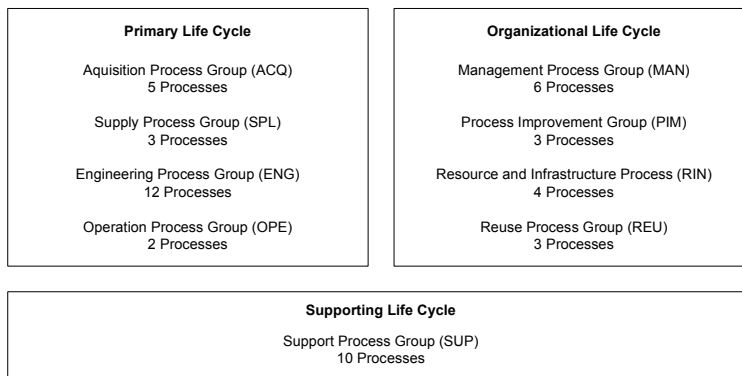 Primary Life Cycle
Aquisition Process Group (ACQ)
5 Processes
Supply Process Group (SPL)
3 Processes
Engineering Process Group (ENG)
12 Processes
Operation Process Group (OPE)
2 Processes
Organizational Life Cycle
Management Process Group (MAN)
6 Processes
Process Improvement Group (PIM)
3 Processes
Resource and Infrastructure Process (RIN)
4 Processes
Reuse Process Group (REU)
3 Processes
Supporting Life Cycle
Support Process Group (SUP)
10 Processes